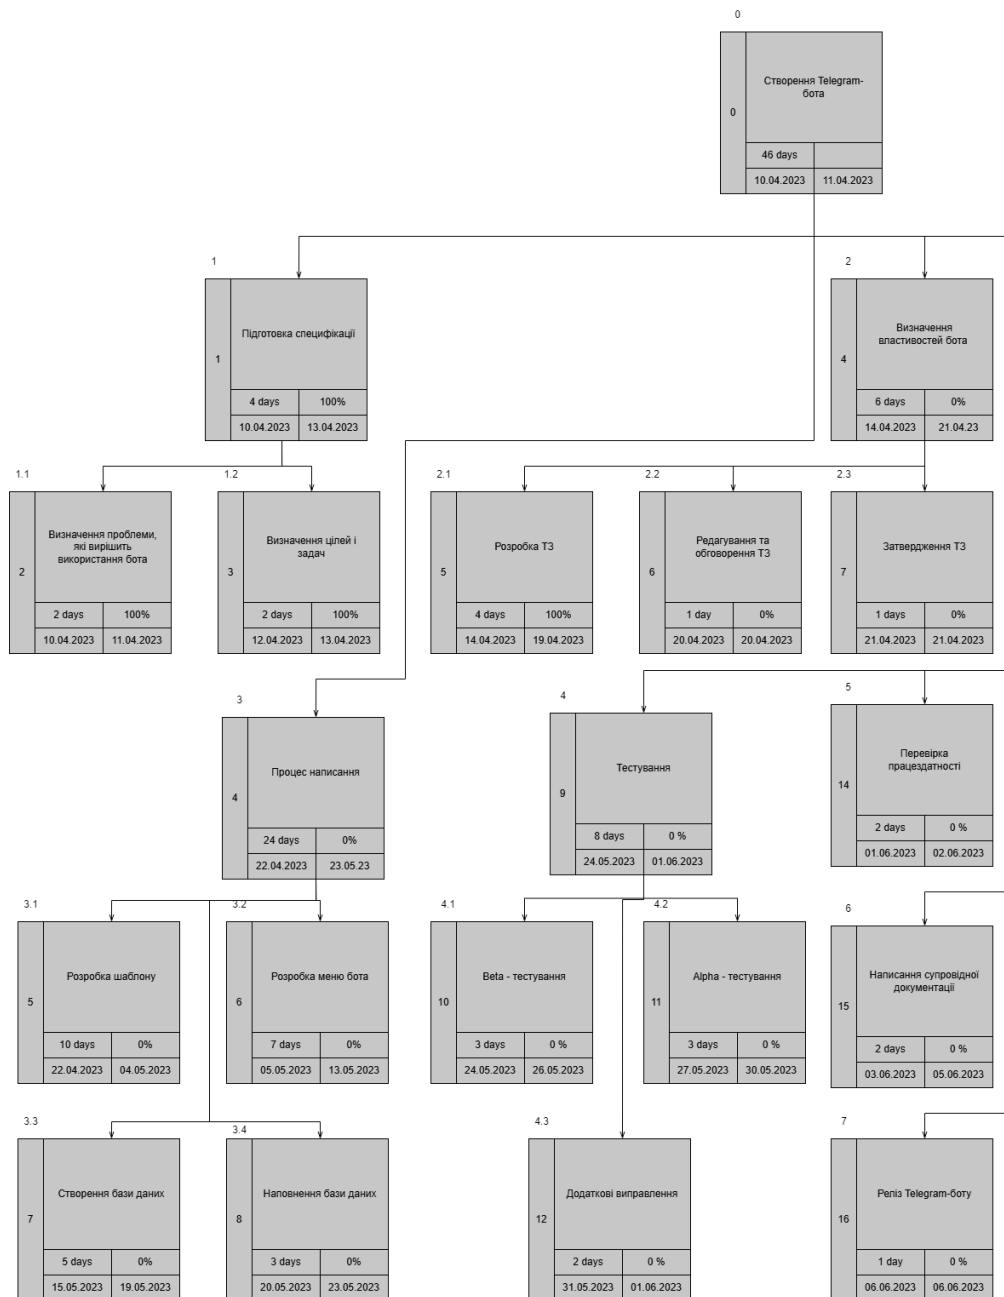 0
Створення Telegram-
бота
0
46 days
10.04.2023 11.04.2023
1
Підготовка специфікації
1
4 days 100%
10.04.2023 13.04.2023
2
Визначення
властивостей бота
4
6 days 0%
14.04.2023 21.04.23
1.1
Визначення проблеми,
які вирішить
використання бота
2
2 days 100%
10.04.2023 11.04.2023
1.2
Визначення цілей і
задач
3
2 days 100%
12.04.2023 13.04.2023
2.1
Розробка ТЗ
5
4 days 100%
14.04.2023 19.04.2023
2.2
Редагування та
обговорення ТЗ
6
1 day 0%
20.04.2023 20.04.2023
2.3
Затвердження ТЗ
7
1 days 0%
21.04.2023 21.04.2023
3
Процес написання
4
24 days 0%
22.04.2023 23.05.23
4
Тестування
9
8 days 0 %
24.05.2023 01.06.2023
5
Перевірка
працездатності
14
2 days 0 %
01.06.2023 02.06.2023
3.1
Розробка шаблону
5
10 days 0%
22.04.2023 04.05.2023
3.2
Розробка меню бота
6
7 days 0%
05.05.2023 13.05.2023
4.1
Beta - тестування
10
3 days 0 %
24.05.2023 26.05.2023
4.2
Alpha - тестування
11
3 days 0 %
27.05.2023 30.05.2023
6
Написання супровідної
документації
15
2 days 0 %
03.06.2023 05.06.2023
3.3
Створення бази даних
7
5 days 0%
15.05.2023 19.05.2023
3.4
Наповнення бази даних
8
3 days 0%
20.05.2023 23.05.2023
4.3
Додаткові виправлення
12
2 days 0 %
31.05.2023 01.06.2023
7
Реліз Telegram-боту
16
1 day 0 %
06.06.2023 06.06.2023